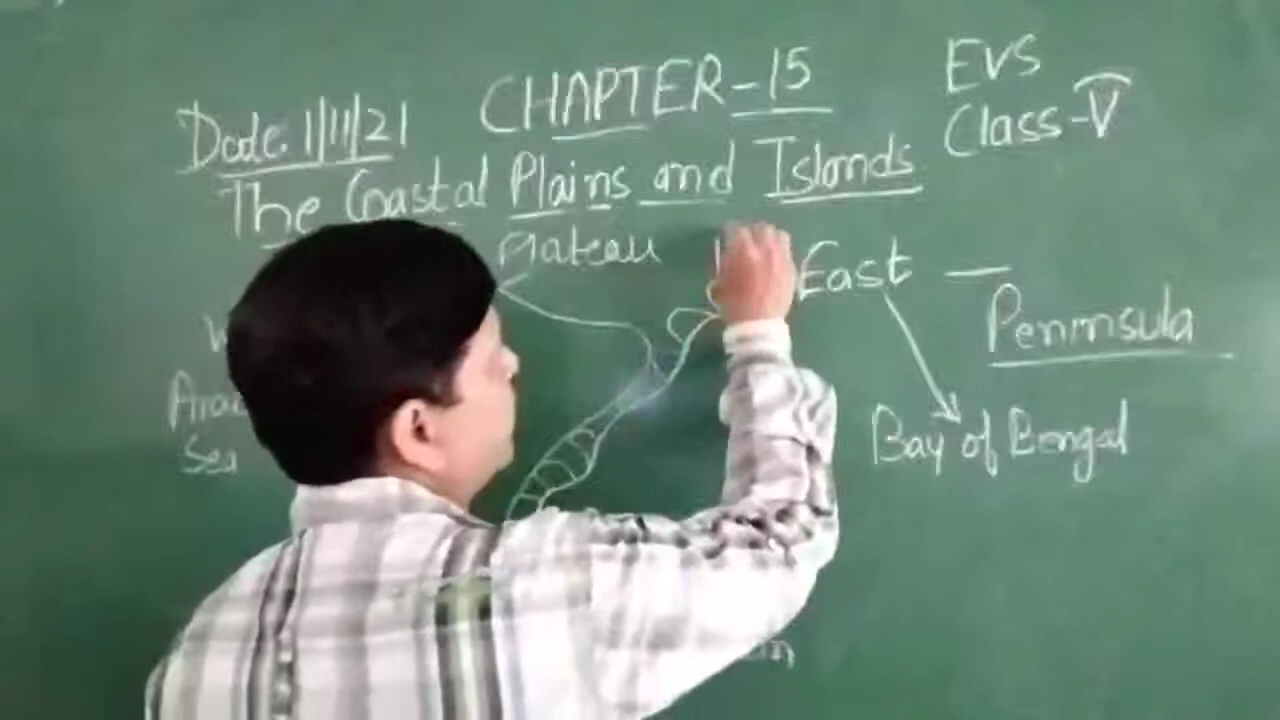 CHAPTER-15
EVS
Date. 1/11/21
Class-V
The Coastal Plains and Islands
Plateau
East —
Peninsula
Bay of Bengal
Sea